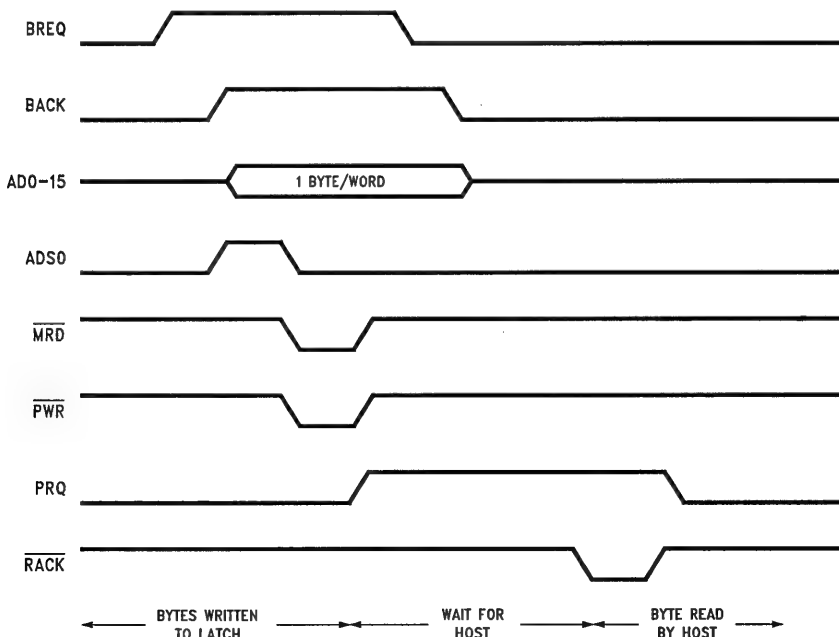 BREQ
BACK
AD0-15
1 BYTE/WORD
ADS0
MRD
PWR
PRQ
RACK
BYTES WRITTEN
TO LATCH
WAIT FOR
HOST
BYTE READ
BY HOST